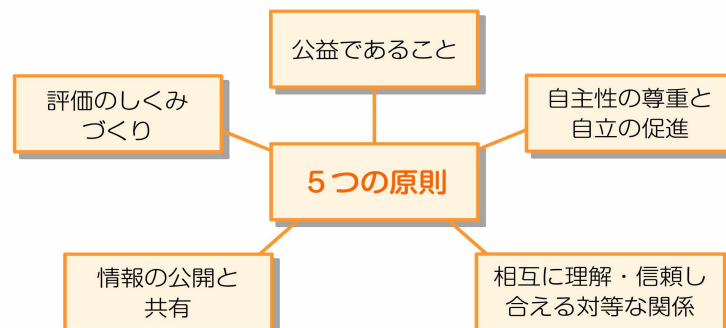 公益であること
評価のしくみ
づくり
自主性の尊重と
自立の促進
５つの原則
情報の公開と
共有
相互に理解・信頼し
合える対等な関係